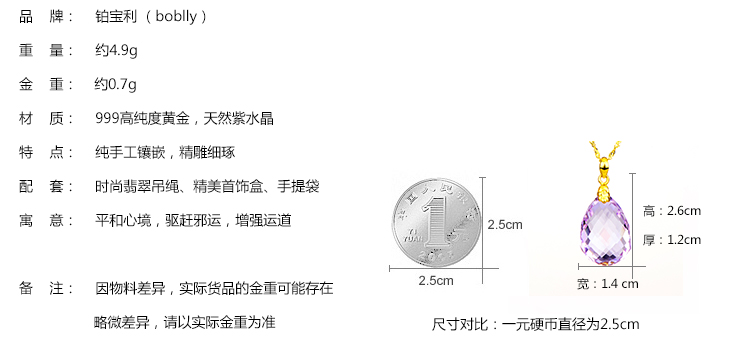 品 牌： 铂宝利（boblly）
重 量： 约4.9g
金 重： 约0.7g
材 质： 999高纯度黄金，天然紫水晶
特 点： 纯手工镶嵌，精雕细琢
配 套： 时尚翡翠吊绳、精美首饰盒、手提袋
寓 意： 平和心境，驱赶邪运，增强运道
备 注： 因物料差异，实际货品的金重可能存在
略微差异，请以实际金重为准
1
YI
YUAN
2.5cm
2.5cm
高：2.6cm
厚：1.2cm
宽：1.4 cm
尺寸对比：一元硬币直径为2.5cm